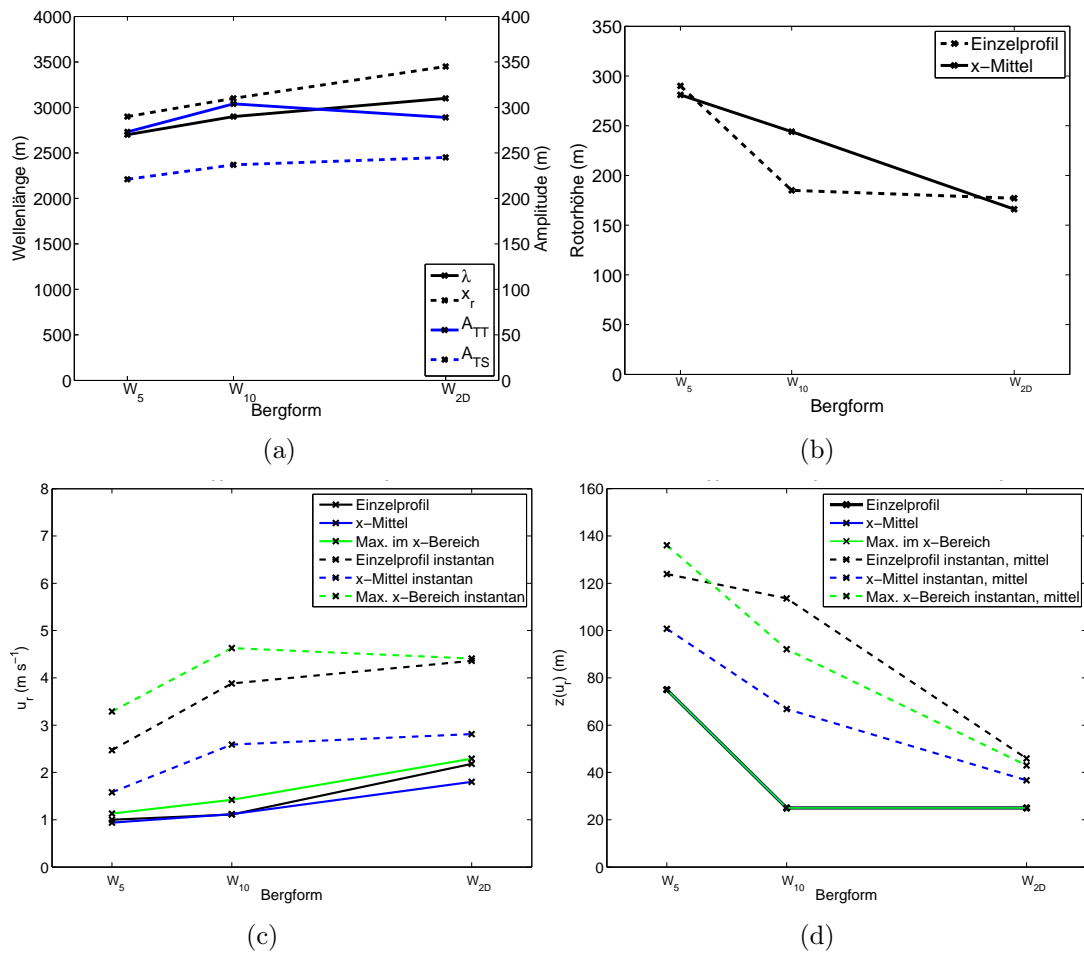 4000
3500
3000
2500
2000
1500
1000
500
0
Wellenlänge (m)
400
350
300
250
200
150
100
50
0
Amplitude (m)
λ
x_r
A_TT
A_TS
W_5
W_10
W_2D
Bergform
(a)
350
300
250
200
150
100
50
0
Rotorhöhe (m)
Einzelprofil
x−Mittel
W_5
W_10
W_2D
Bergform
(b)
8
7
6
5
4
3
2
1
0
u_r (m s⁻¹)
Einzelprofil
x−Mittel
Max. im x−Bereich
Einzelprofil instantan
x−Mittel instantan
Max. x−Bereich instantan
W_5
W_10
W_2D
Bergform
(c)
160
140
120
100
80
60
40
20
0
z(u_r) (m)
Einzelprofil
x−Mittel
Max. im x−Bereich
Einzelprofil instantan, mittel
x−Mittel instantan, mittel
Max. x−Bereich instantan, mittel
W_5
W_10
W_2D
Bergform
(d)